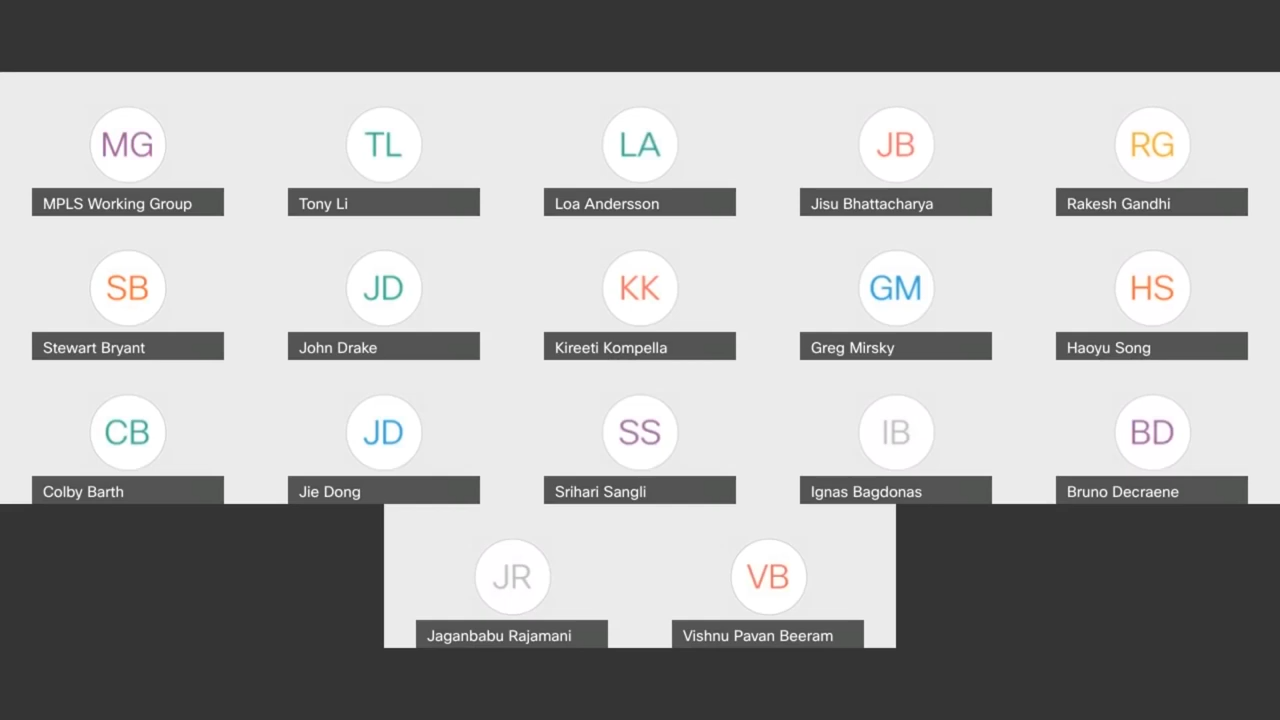 MG
TL
LA
JB
RG
MPLS Working Group
Tony Li
Loa Andersson
Jisu Bhattacharya
Rakesh Gandhi
SB
JD
KK
GM
HS
Stewart Bryant
John Drake
Kireeti Kompella
Greg Mirsky
Haoyu Song
CB
JD
SS
IB
BD
Colby Barth
Jie Dong
Srihari Sangli
Ignas Bagdonas
Bruno Decraene
JR
VB
Jaganbabu Rajamani
Vishnu Pavan Beeram